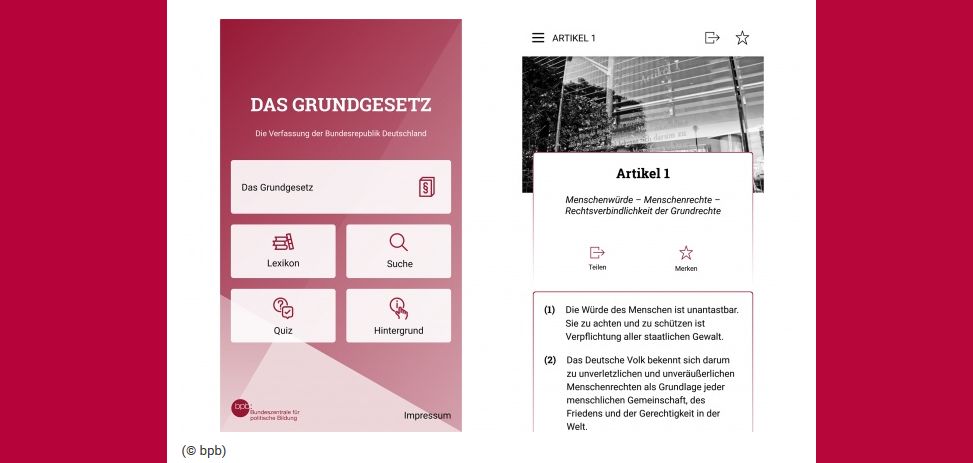 DAS GRUNDGESETZ
Die Verfassung der Bundesrepublik Deutschland
Das Grundgesetz
§
Lexikon
Suche
Quiz
Hintergrund
bpb:
Bundeszentrale für
politische Bildung
Impressum
ARTIKEL 1
Artikel
Artikel 1
Menschenwürde – Menschenrechte –
Rechtsverbindlichkeit der Grundrechte
Teilen
Merken
(1) Die Würde des Menschen ist unantastbar.
Sie zu achten und zu schützen ist
Verpflichtung aller staatlichen Gewalt.
(2) Das Deutsche Volk bekennt sich darum
zu unverletzlichen und unveräußerlichen
Menschenrechten als Grundlage jeder
menschlichen Gemeinschaft, des
Friedens und der Gerechtigkeit in der
Welt.
(© bpb)